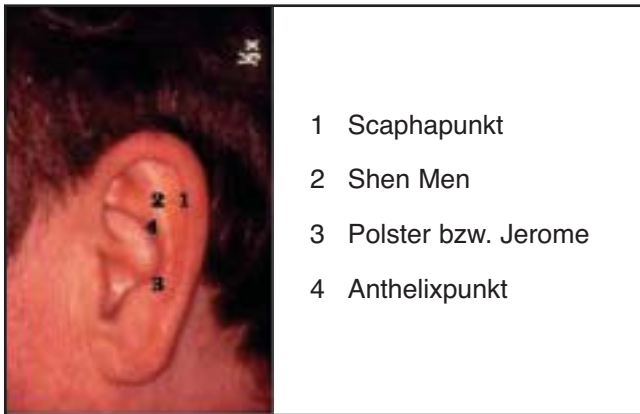 2 1
4
3
1 Scaphapunkt
2 Shen Men
3 Polster bzw. Jerome
4 Anthelixpunkt